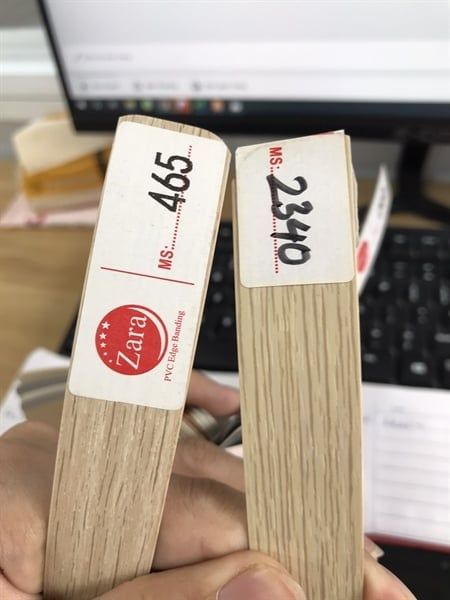 MS: 465
Zara
PVC Edge Banding
MS: 2340